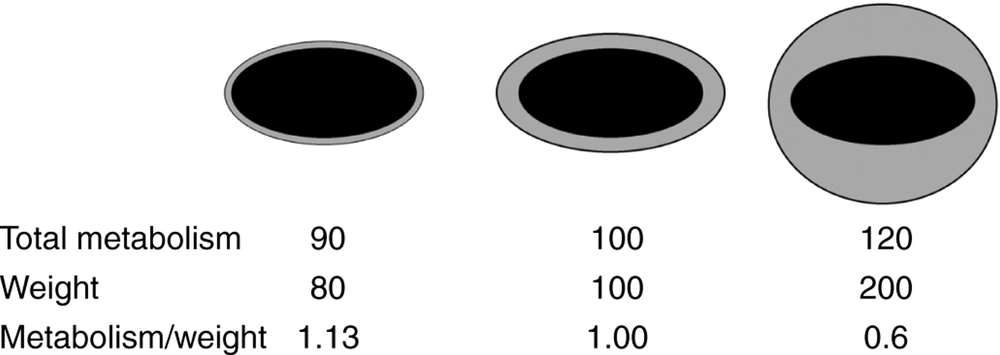 Total metabolism 90 100 120
Weight 80 100 200
Metabolism/weight 1.13 1.00 0.6